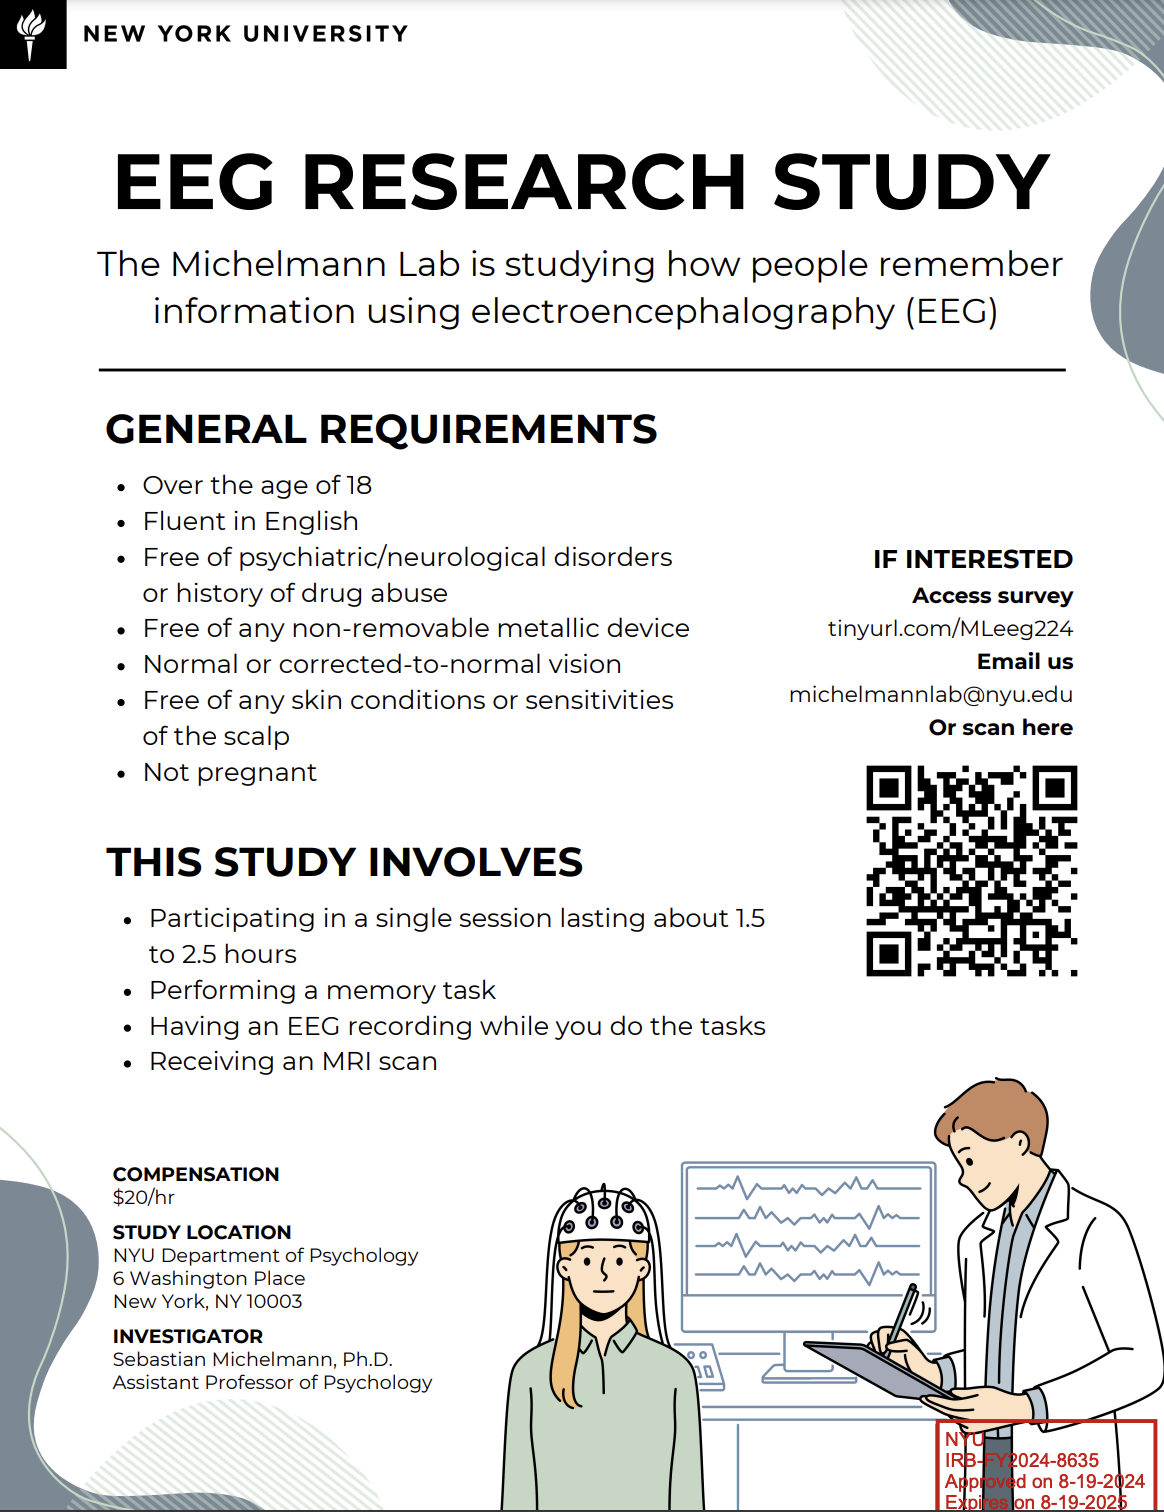 NEW YORK UNIVERSITY
EEG RESEARCH STUDY
The Michelmann Lab is studying how people remember
information using electroencephalography (EEG)
GENERAL REQUIREMENTS
• Over the age of 18
• Fluent in English
• Free of psychiatric/neurological disorders
or history of drug abuse
• Free of any non-removable metallic device
• Normal or corrected-to-normal vision
• Free of any skin conditions or sensitivities
of the scalp
• Not pregnant
IF INTERESTED
Access survey
tinyurl.com/MLeeg224
Email us
michelmannlab@nyu.edu
Or scan here
THIS STUDY INVOLVES
• Participating in a single session lasting about 1.5
to 2.5 hours
• Performing a memory task
• Having an EEG recording while you do the tasks
• Receiving an MRI scan
COMPENSATION
$20/hr
STUDY LOCATION
NYU Department of Psychology
6 Washington Place
New York, NY 10003
INVESTIGATOR
Sebastian Michelmann, Ph.D.
Assistant Professor of Psychology
NYU
IRB-FY2024-8635
Approved on 8-19-2024
Expires on 8-19-2025